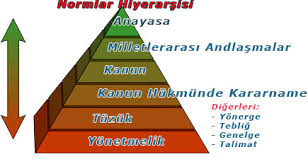 Normlar Hiyerarşisi
Anayasa
Milletlerarası Andlaşmalar
Kanun
Kanun Hükmünde Kararname
Tüzük
Yönetmelik
Diğerleri:
- Yönerge
- Tebliğ
- Genelge
- Talimat